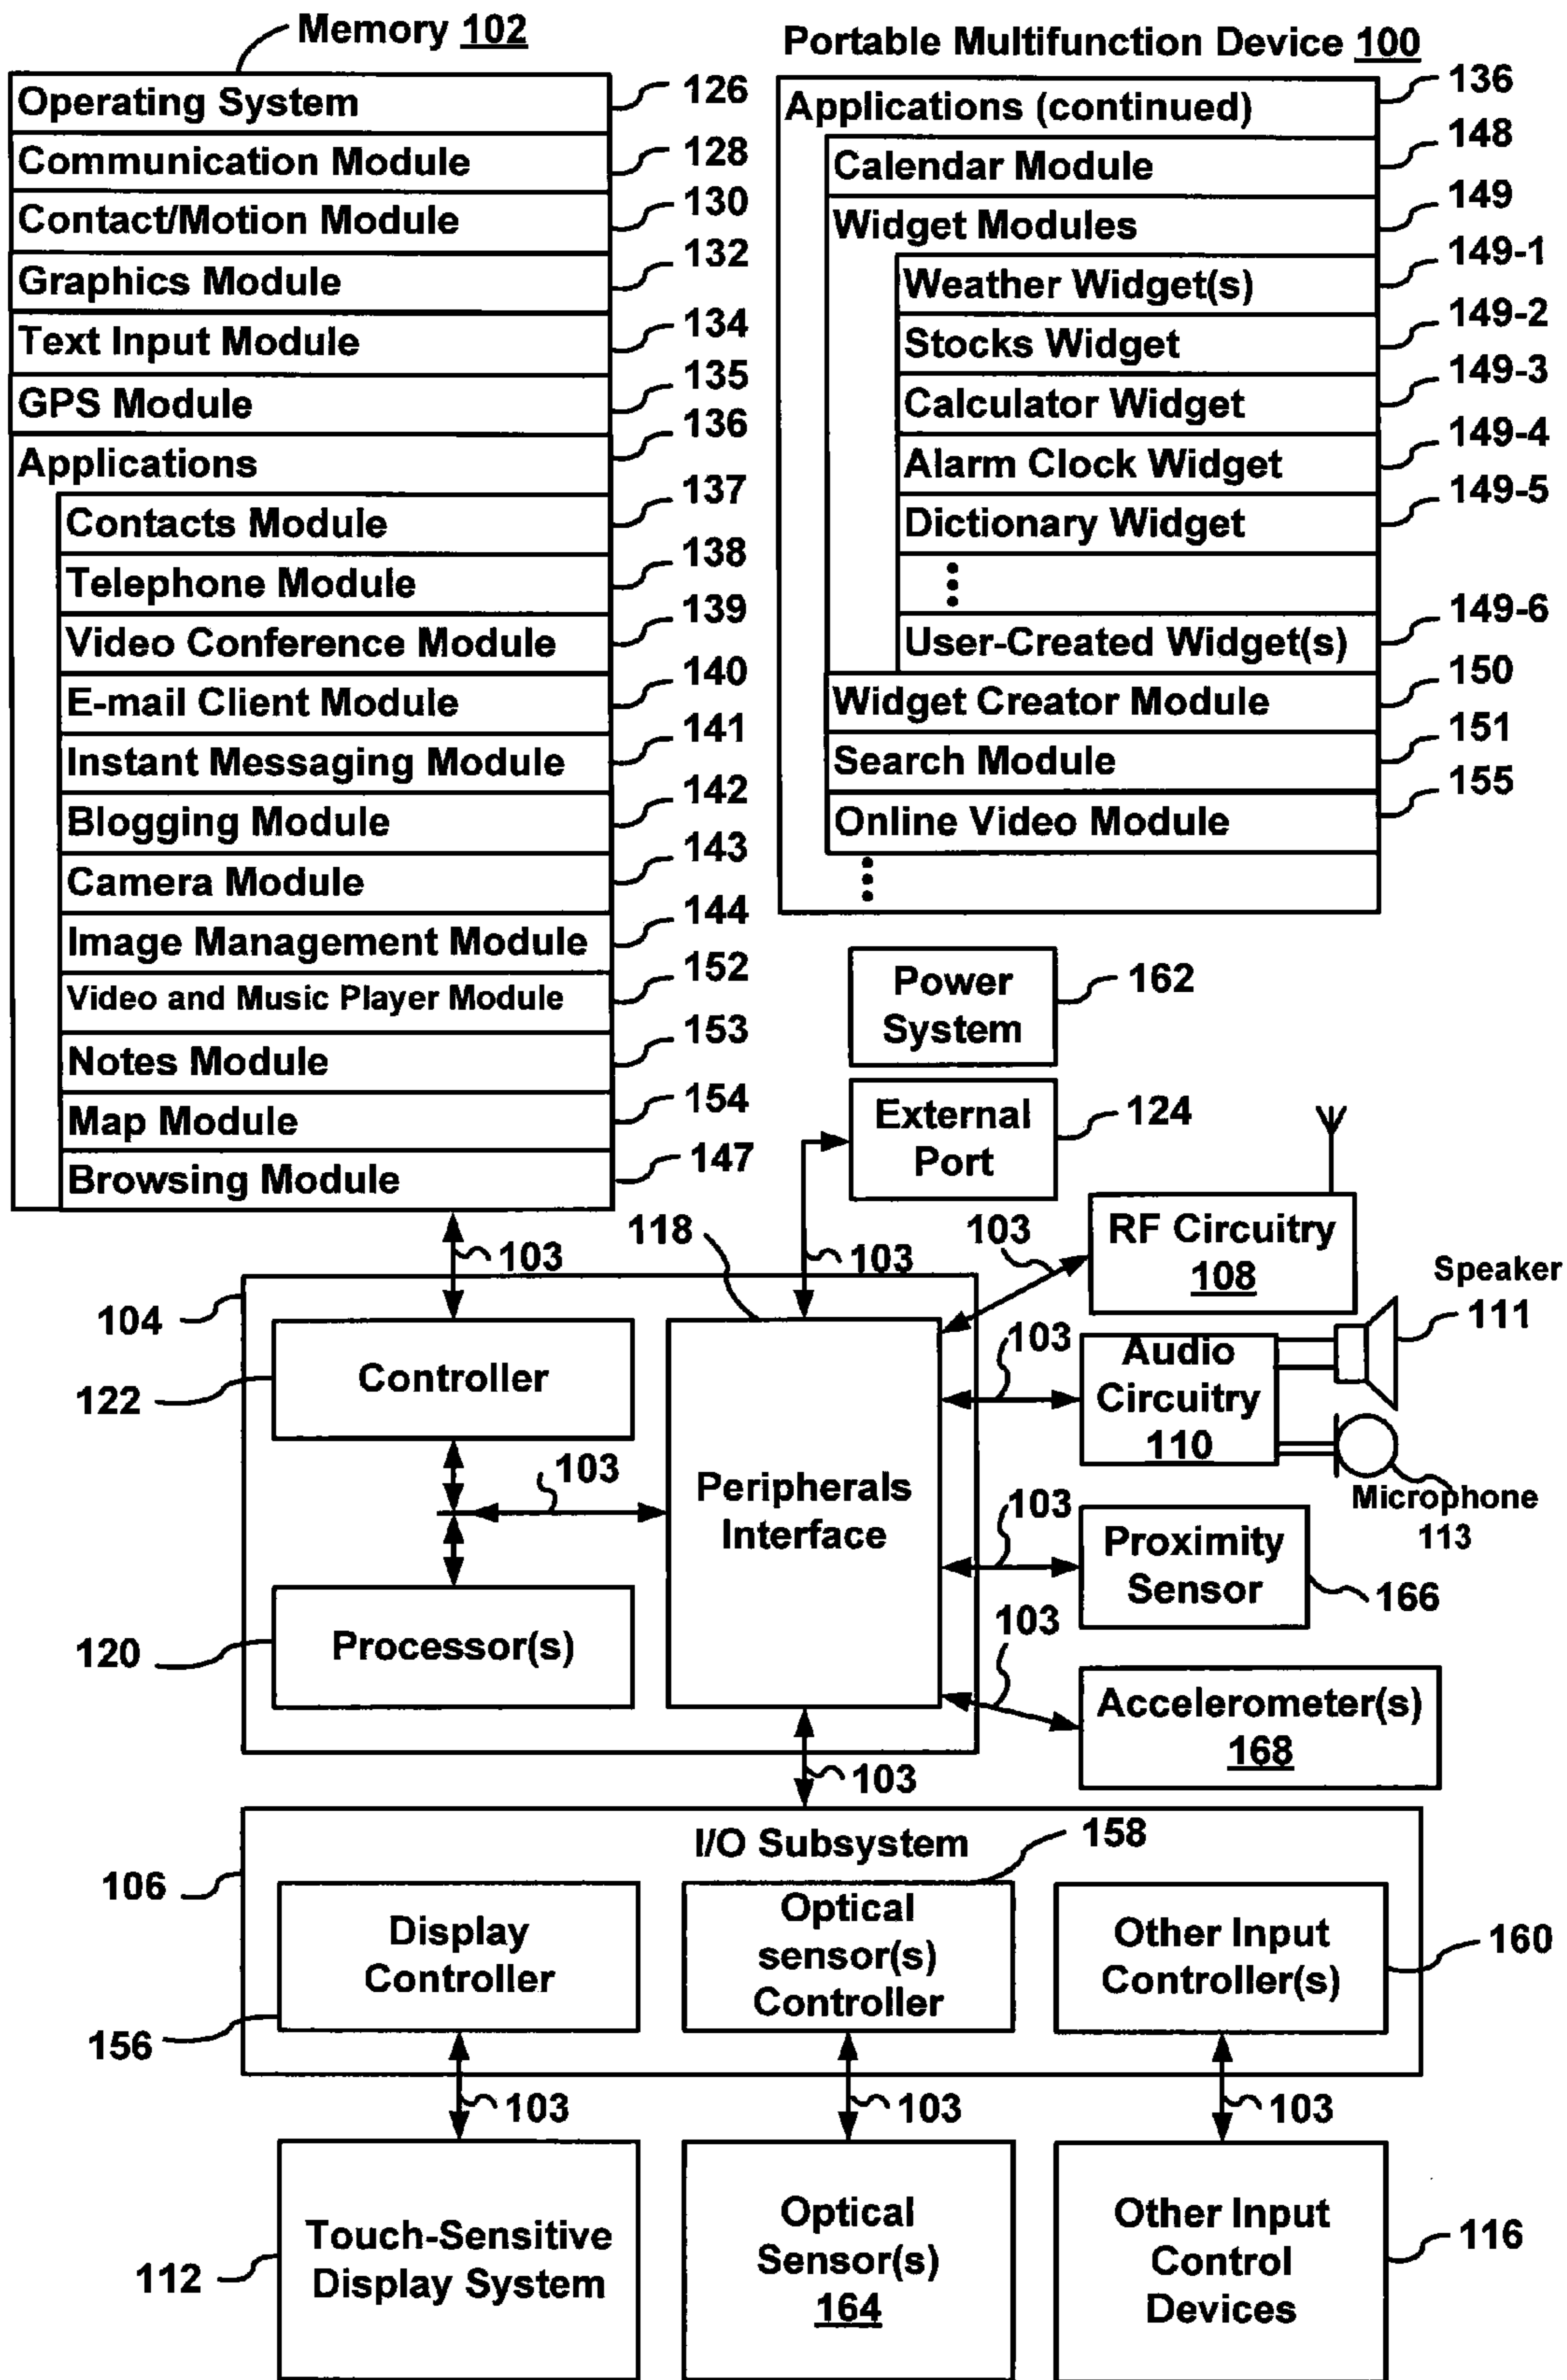 Memory 102
Operating System
126
Communication Module
128
Contact/Motion Module
130
Graphics Module
132
Text Input Module
134
GPS Module
135
Applications
136
Contacts Module
137
Telephone Module
138
Video Conference Module
139
E-mail Client Module
140
Instant Messaging Module
141
Blogging Module
142
Camera Module
143
Image Management Module
144
Video and Music Player Module
152
Notes Module
153
Map Module
154
Browsing Module
147
Portable Multifunction Device 100
Applications (continued)
136
Calendar Module
148
Widget Modules
149
Weather Widget(s)
149-1
Stocks Widget
149-2
Calculator Widget
149-3
Alarm Clock Widget
149-4
Dictionary Widget
149-5
User-Created Widget(s)
149-6
Widget Creator Module
150
Search Module
151
Online Video Module
155
Power
System
162
External
Port
124
103
118
103
103
RF Circuitry
108
Speaker
111
104
Controller
122
103
Audio
Circuitry
110
Microphone
113
103
Peripherals
Interface
103
Proximity
Sensor
166
Processor(s)
120
103
Accelerometer(s)
168
103
I/O Subsystem
106
158
Display
Controller
156
Optical
sensor(s)
Controller
Other Input
Controller(s)
160
103
103
103
Touch-Sensitive
Display System
112
Optical
Sensor(s)
164
Other Input
Control
Devices
116